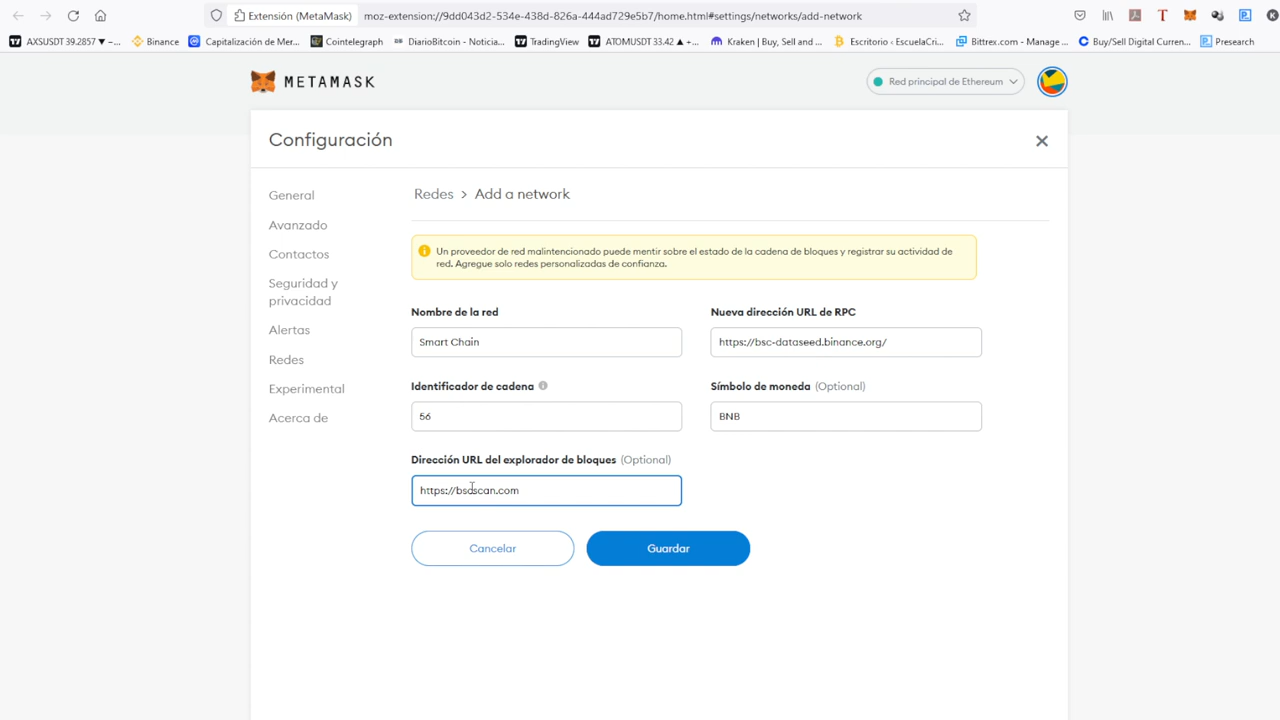 Extensión (MetaMask) moz-extension://9dd043d2-534e-438d-826a-444ad729e5b7/home.html#settings/networks/add-network
AXSUSDT 39.2857 ▼ −... Binance Capitalización de Mer... Cointelegraph DiarioBitcoin - Noticia... TradingView ATOMUSDT 33.42 ▲ +... Kraken | Buy, Sell and ... Escritorio ‹ EscuelaCri... Bittrex.com - Manage ... Buy/Sell Digital Curren... Presearch
METAMASK Red principal de Ethereum
Configuración
General
Redes > Add a network
Avanzado
Contactos
Seguridad y
privacidad
Alertas
Redes
Experimental
Acerca de
Un proveedor de red malintencionado puede mentir sobre el estado de la cadena de bloques y registrar su actividad de
red. Agregue solo redes personalizadas de confianza.
Nombre de la red Nueva dirección URL de RPC
Smart Chain https://bsc-dataseed.binance.org/
Identificador de cadena Símbolo de moneda (Optional)
56 BNB
Dirección URL del explorador de bloques (Optional)
https://bscscan.com
Cancelar Guardar